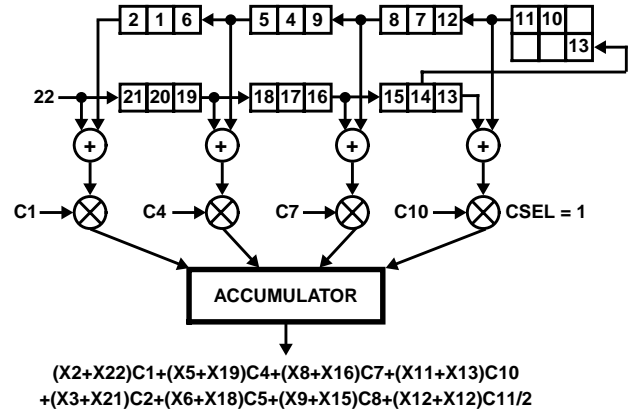 2 1 6 5 4 9 8 7 12 11 10
13
22 21 20 19 18 17 16 15 14 13
+ + + +
C1 C4 C7 C10 CSEL = 1
ACCUMULATOR
(X2+X22)C1+(X5+X19)C4+(X8+X16)C7+(X11+X13)C10
+(X3+X21)C2+(X6+X18)C5+(X9+X15)C8+(X12+X12)C11/2